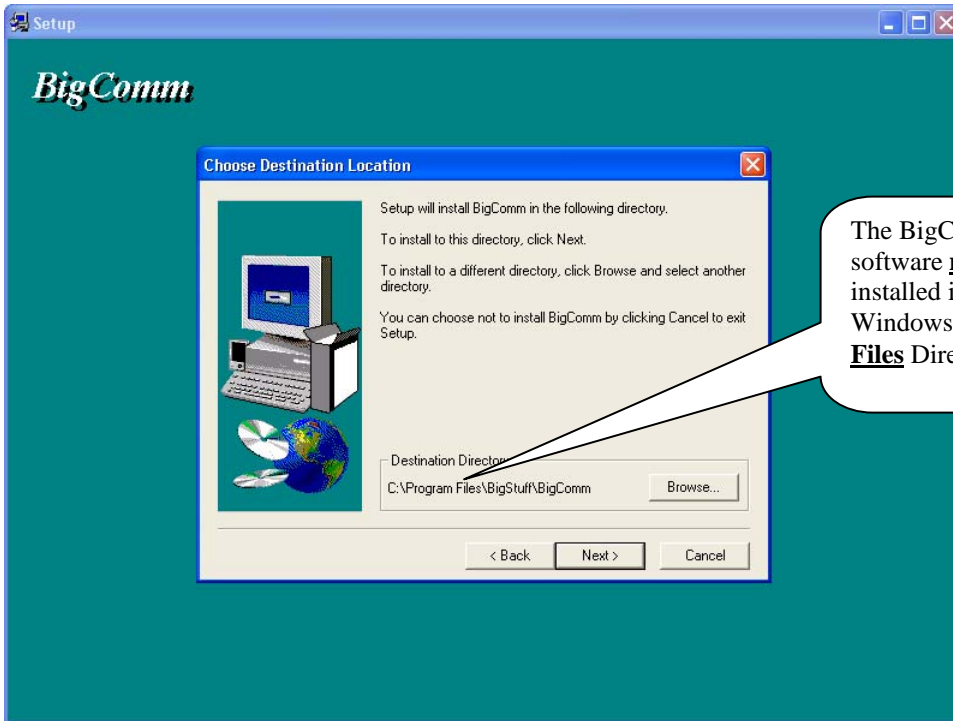 Setup
BigComm
Choose Destination Location
Setup will install BigComm in the following directory.
To install to this directory, click Next.
To install to a different directory, click Browse and select another
directory.
You can choose not to install BigComm by clicking Cancel to exit
Setup.
Destination
C:\Program Files\BigStuff\BigComm
Browse...
< Back
Next >
Cancel
The
software
installed
Windows
Files